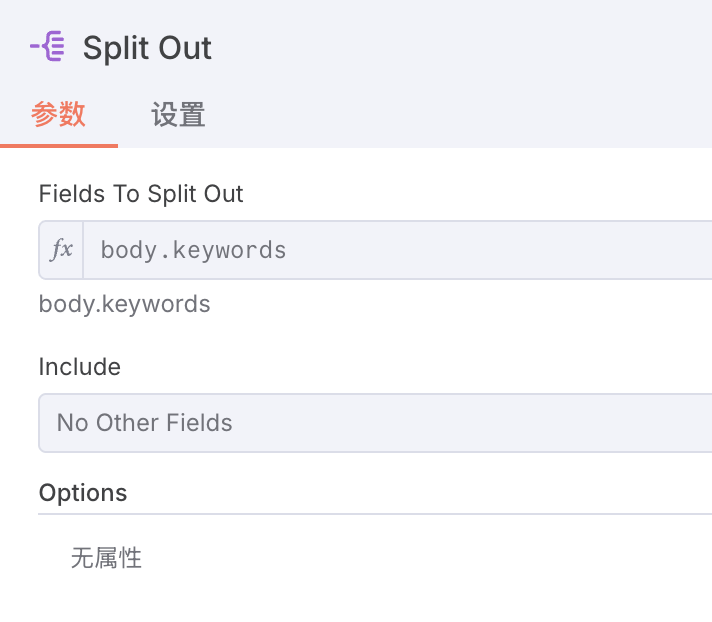 Split Out
参数 设置
Fields To Split Out
fx body.keywords
body.keywords
Include
No Other Fields
Options
无属性